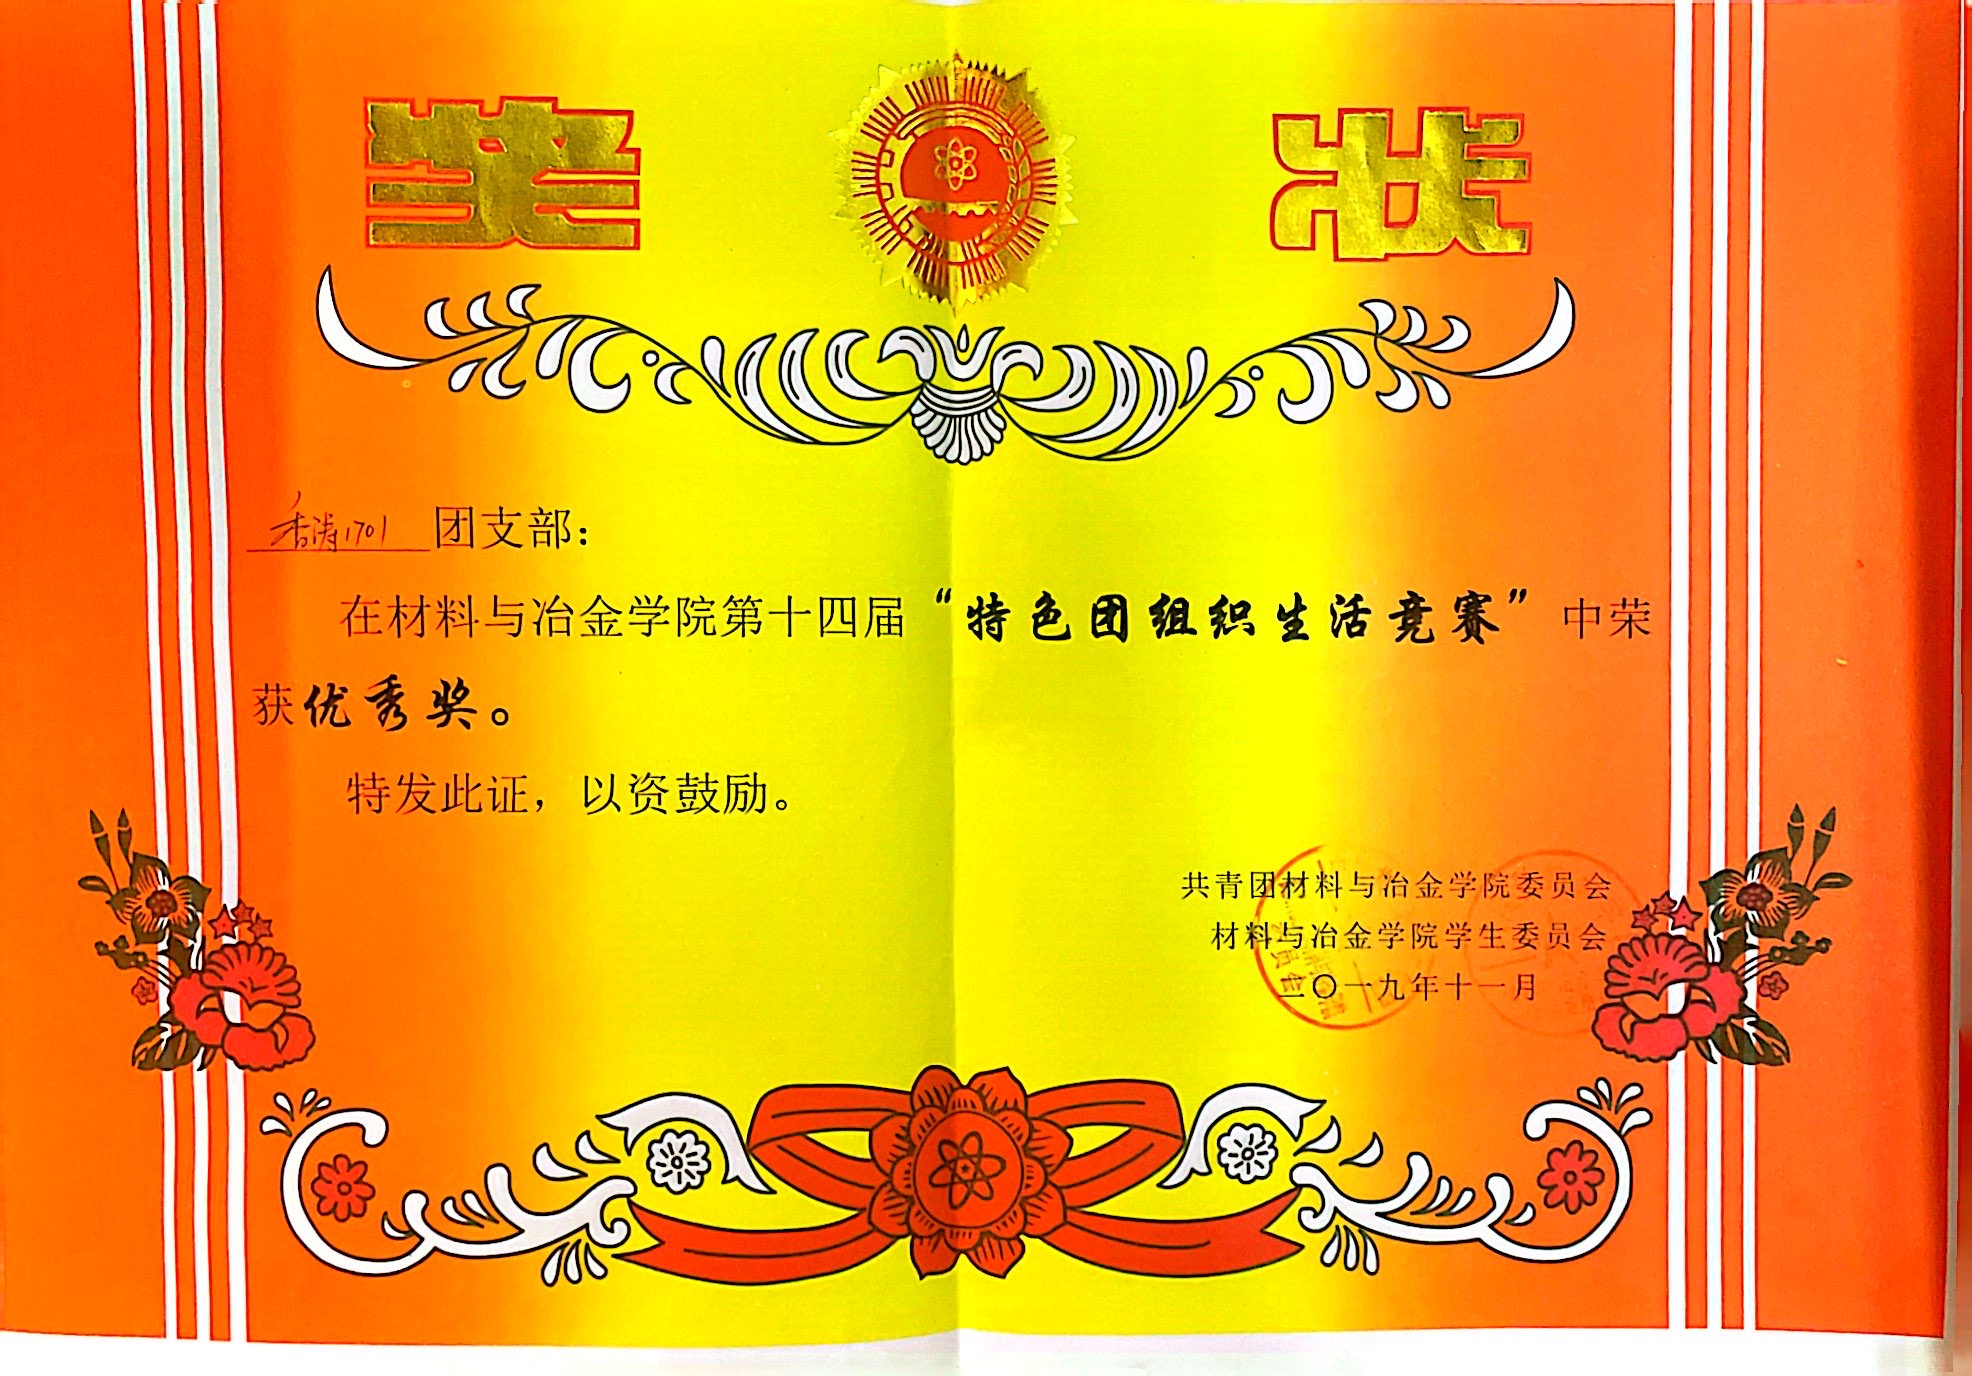 奖 状
香涛1701 团支部：
在材料与冶金学院第十四届“特色团组织生活竞赛”中荣
获优秀奖。
特发此证，以资鼓励。
共青团材料与冶金学院委员会
材料与冶金学院学生委员会
二〇一九年十一月